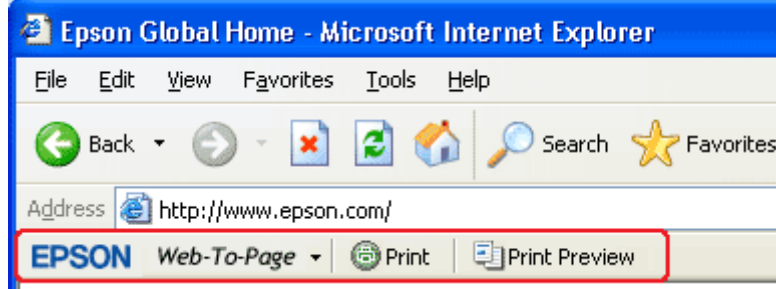 Epson Global Home - Microsoft Internet Explorer
File Edit View Favorites Tools Help
Back Search Favorites
Address http://www.epson.com/
EPSON Web-To-Page Print Print Preview